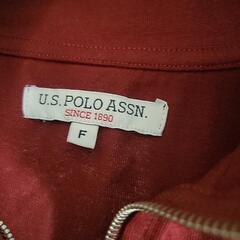 U.S. POLO ASSN.
SINCE 1890
F